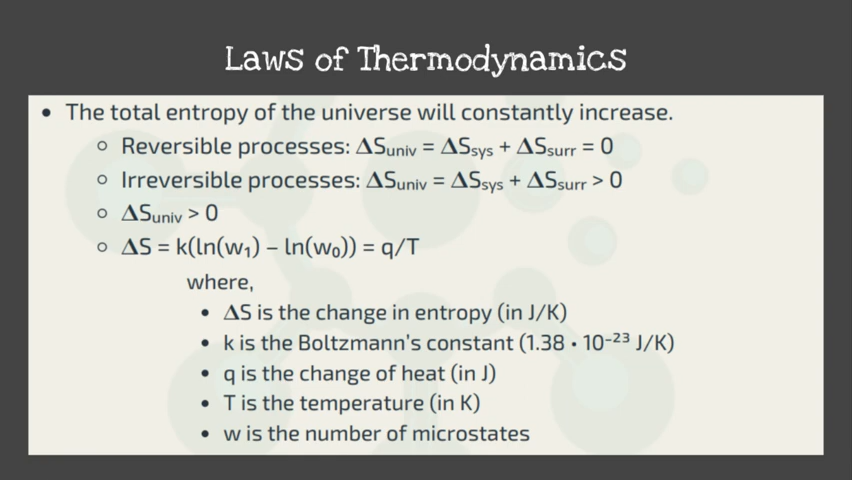 Laws of Thermodynamics
• The total entropy of the universe will constantly increase.
○ Reversible processes: ΔSuniv = ΔSsys + ΔSsurr = 0
○ Irreversible processes: ΔSuniv = ΔSsys + ΔSsurr > 0
○ ΔSuniv > 0
○ ΔS = k(ln(w₁) – ln(w₀)) = q/T
where,
• ΔS is the change in entropy (in J/K)
• k is the Boltzmann’s constant (1.38 • 10⁻²³ J/K)
• q is the change of heat (in J)
• T is the temperature (in K)
• w is the number of microstates